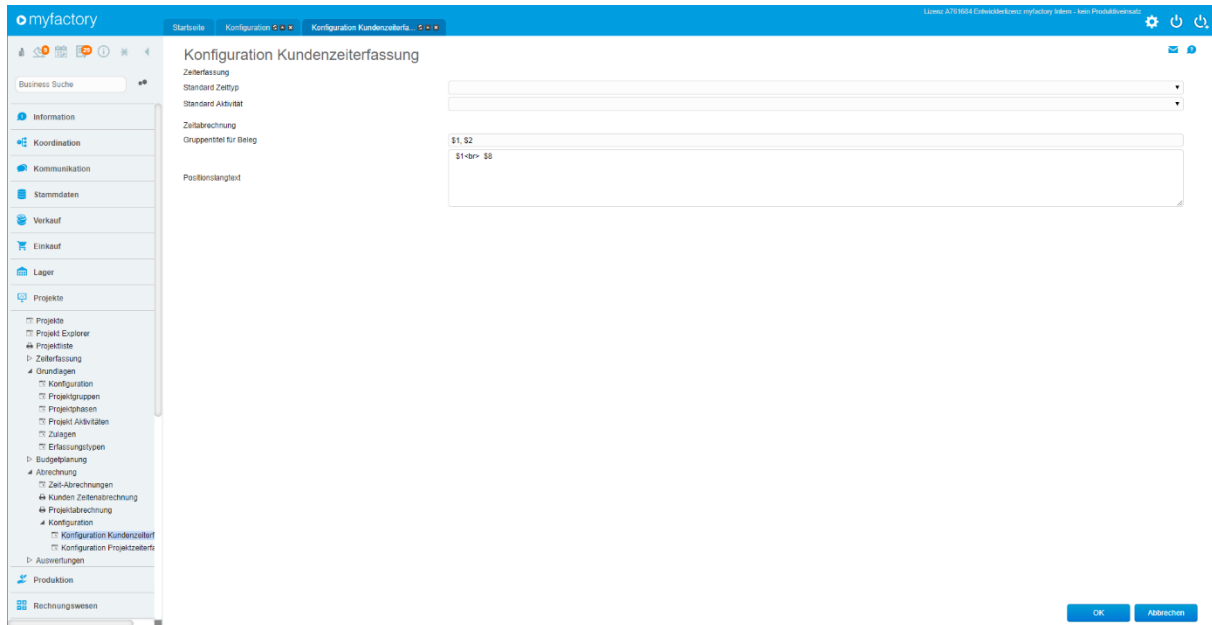 myfactory
Startseite
Konfiguration
Konfiguration Kundenzeiterfa...
Lizenz A761664 Entwicklerlizenz myfactory Intern - kein Produktiveinsatz
Business Suche
Information
Koordination
Kommunikation
Stammdaten
Verkauf
Einkauf
Lager
Projekte
Projekte
Projekt Explorer
Projektliste
Zeiterfassung
Grundlagen
Konfiguration
Projektgruppen
Projektphasen
Projekt Aktivitäten
Zulagen
Erfassungstypen
Budgetplanung
Abrechnung
Zeit-Abrechnungen
Kunden Zeitenabrechnung
Projektabrechnung
Konfiguration
Konfiguration Kundenzeiterf
Konfiguration Projektzeiterfa
Auswertungen
Produktion
Rechnungswesen
Konfiguration Kundenzeiterfassung
Zeiterfassung
Standard Zeittyp
Standard Aktivität
Zeitabrechnung
Gruppentitel für Beleg
$1, $2
Positionslangtext
$1<br> $8
OK
Abbrechen